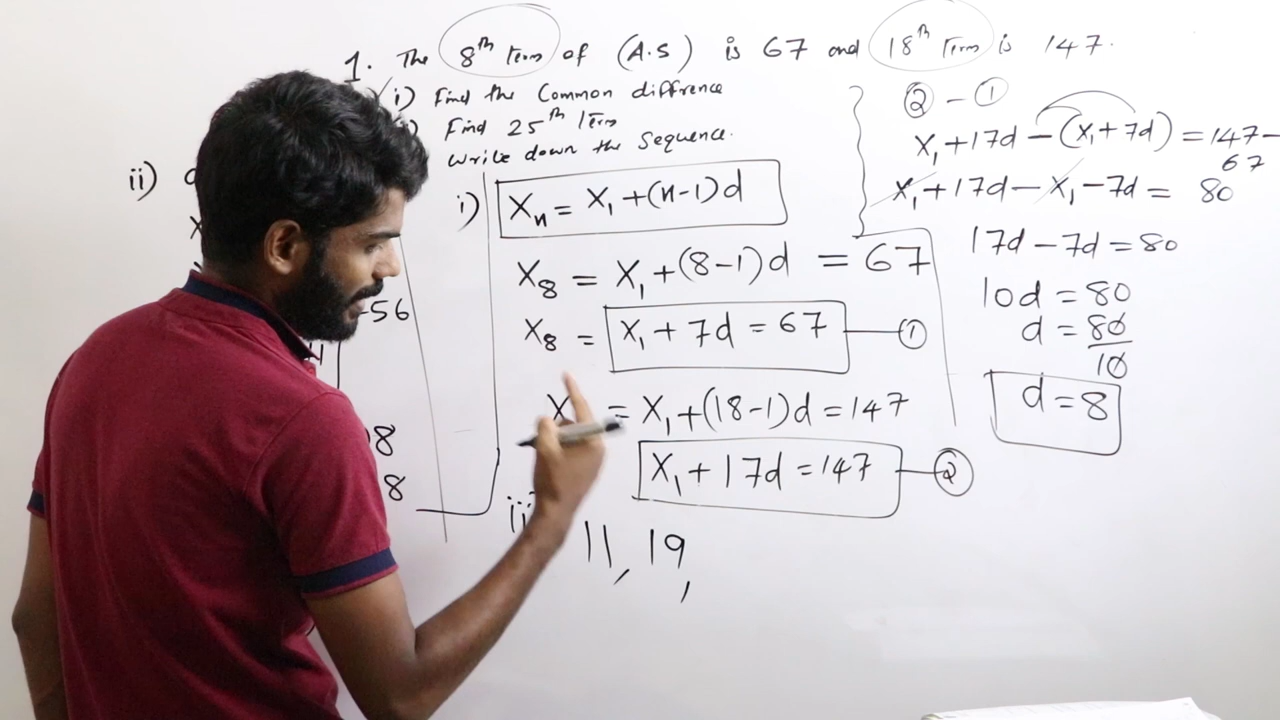 1. The 8th Term of (A.S) is 67 and 18th Term is 147.
i) Find the Common diffrence
Find 25th Term
Write down the Sequence.
ii)
-56
8
8
i) Xn = X1 + (n-1)d
X8 = X1 + (8-1)d = 67
X8 = X1 + 7d = 67 — ①
X = X1 + (18-1)d = 147
X1 + 17d = 147 — ②
11, 19,
② - ①
X1 + 17d - (X1 + 7d) = 147 -
67
X1 + 17d - X1 - 7d = 80
17d - 7d = 80
10d = 80
d = 80
10
d = 8